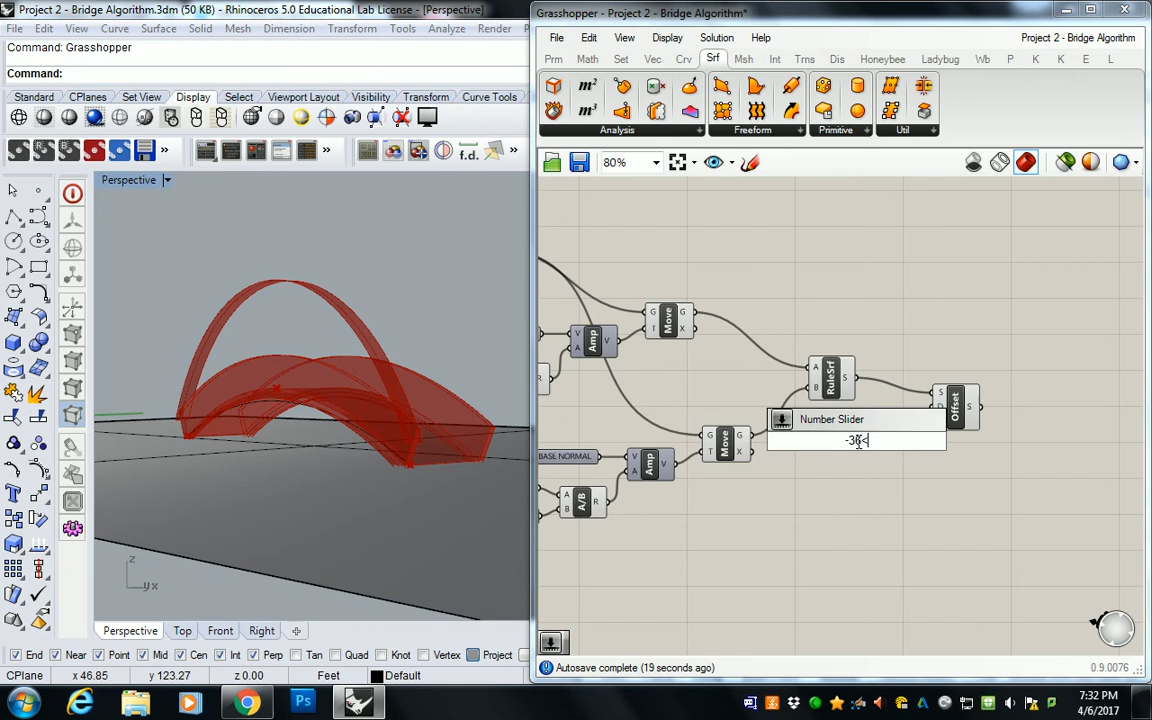 Project 2 - Bridge Algorithm.3dm (50 KB) - Rhinoceros 5.0 Educational Lab License - [Perspective]
File Edit View Curve Surface Solid Mesh Dimension Transform Tools Analyze Render
Command: Grasshopper
Command:
Standard CPlanes Set View Display Select Viewport Layout Visibility Transform Curve Tools
f.d.
Perspective
z
y x
Perspective Top Front Right
End Near Point Mid Cen Int Perp Tan Quad Knot Vertex Project
CPlane x 46.85 y 123.27 z 0.00 Feet Default
Grasshopper - Project 2 - Bridge Algorithm*
File Edit View Display Solution Help Project 2 - Bridge Algorithm
Prm Math Set Vec Crv Srf Msh Int Trns Dis Honeybee Ladybug Wb P K K E L
m² m³
Analysis Freeform Primitive Util
80%
V A Amp V
R
G T Move G X
A B RuleSrf S
S Offset
Number Slider
BASE NORMAL
V A Amp V
G T Move G X
A B A/B R
Autosave complete (19 seconds ago) 0.9.0076
Ps
7:32 PM
4/6/2017